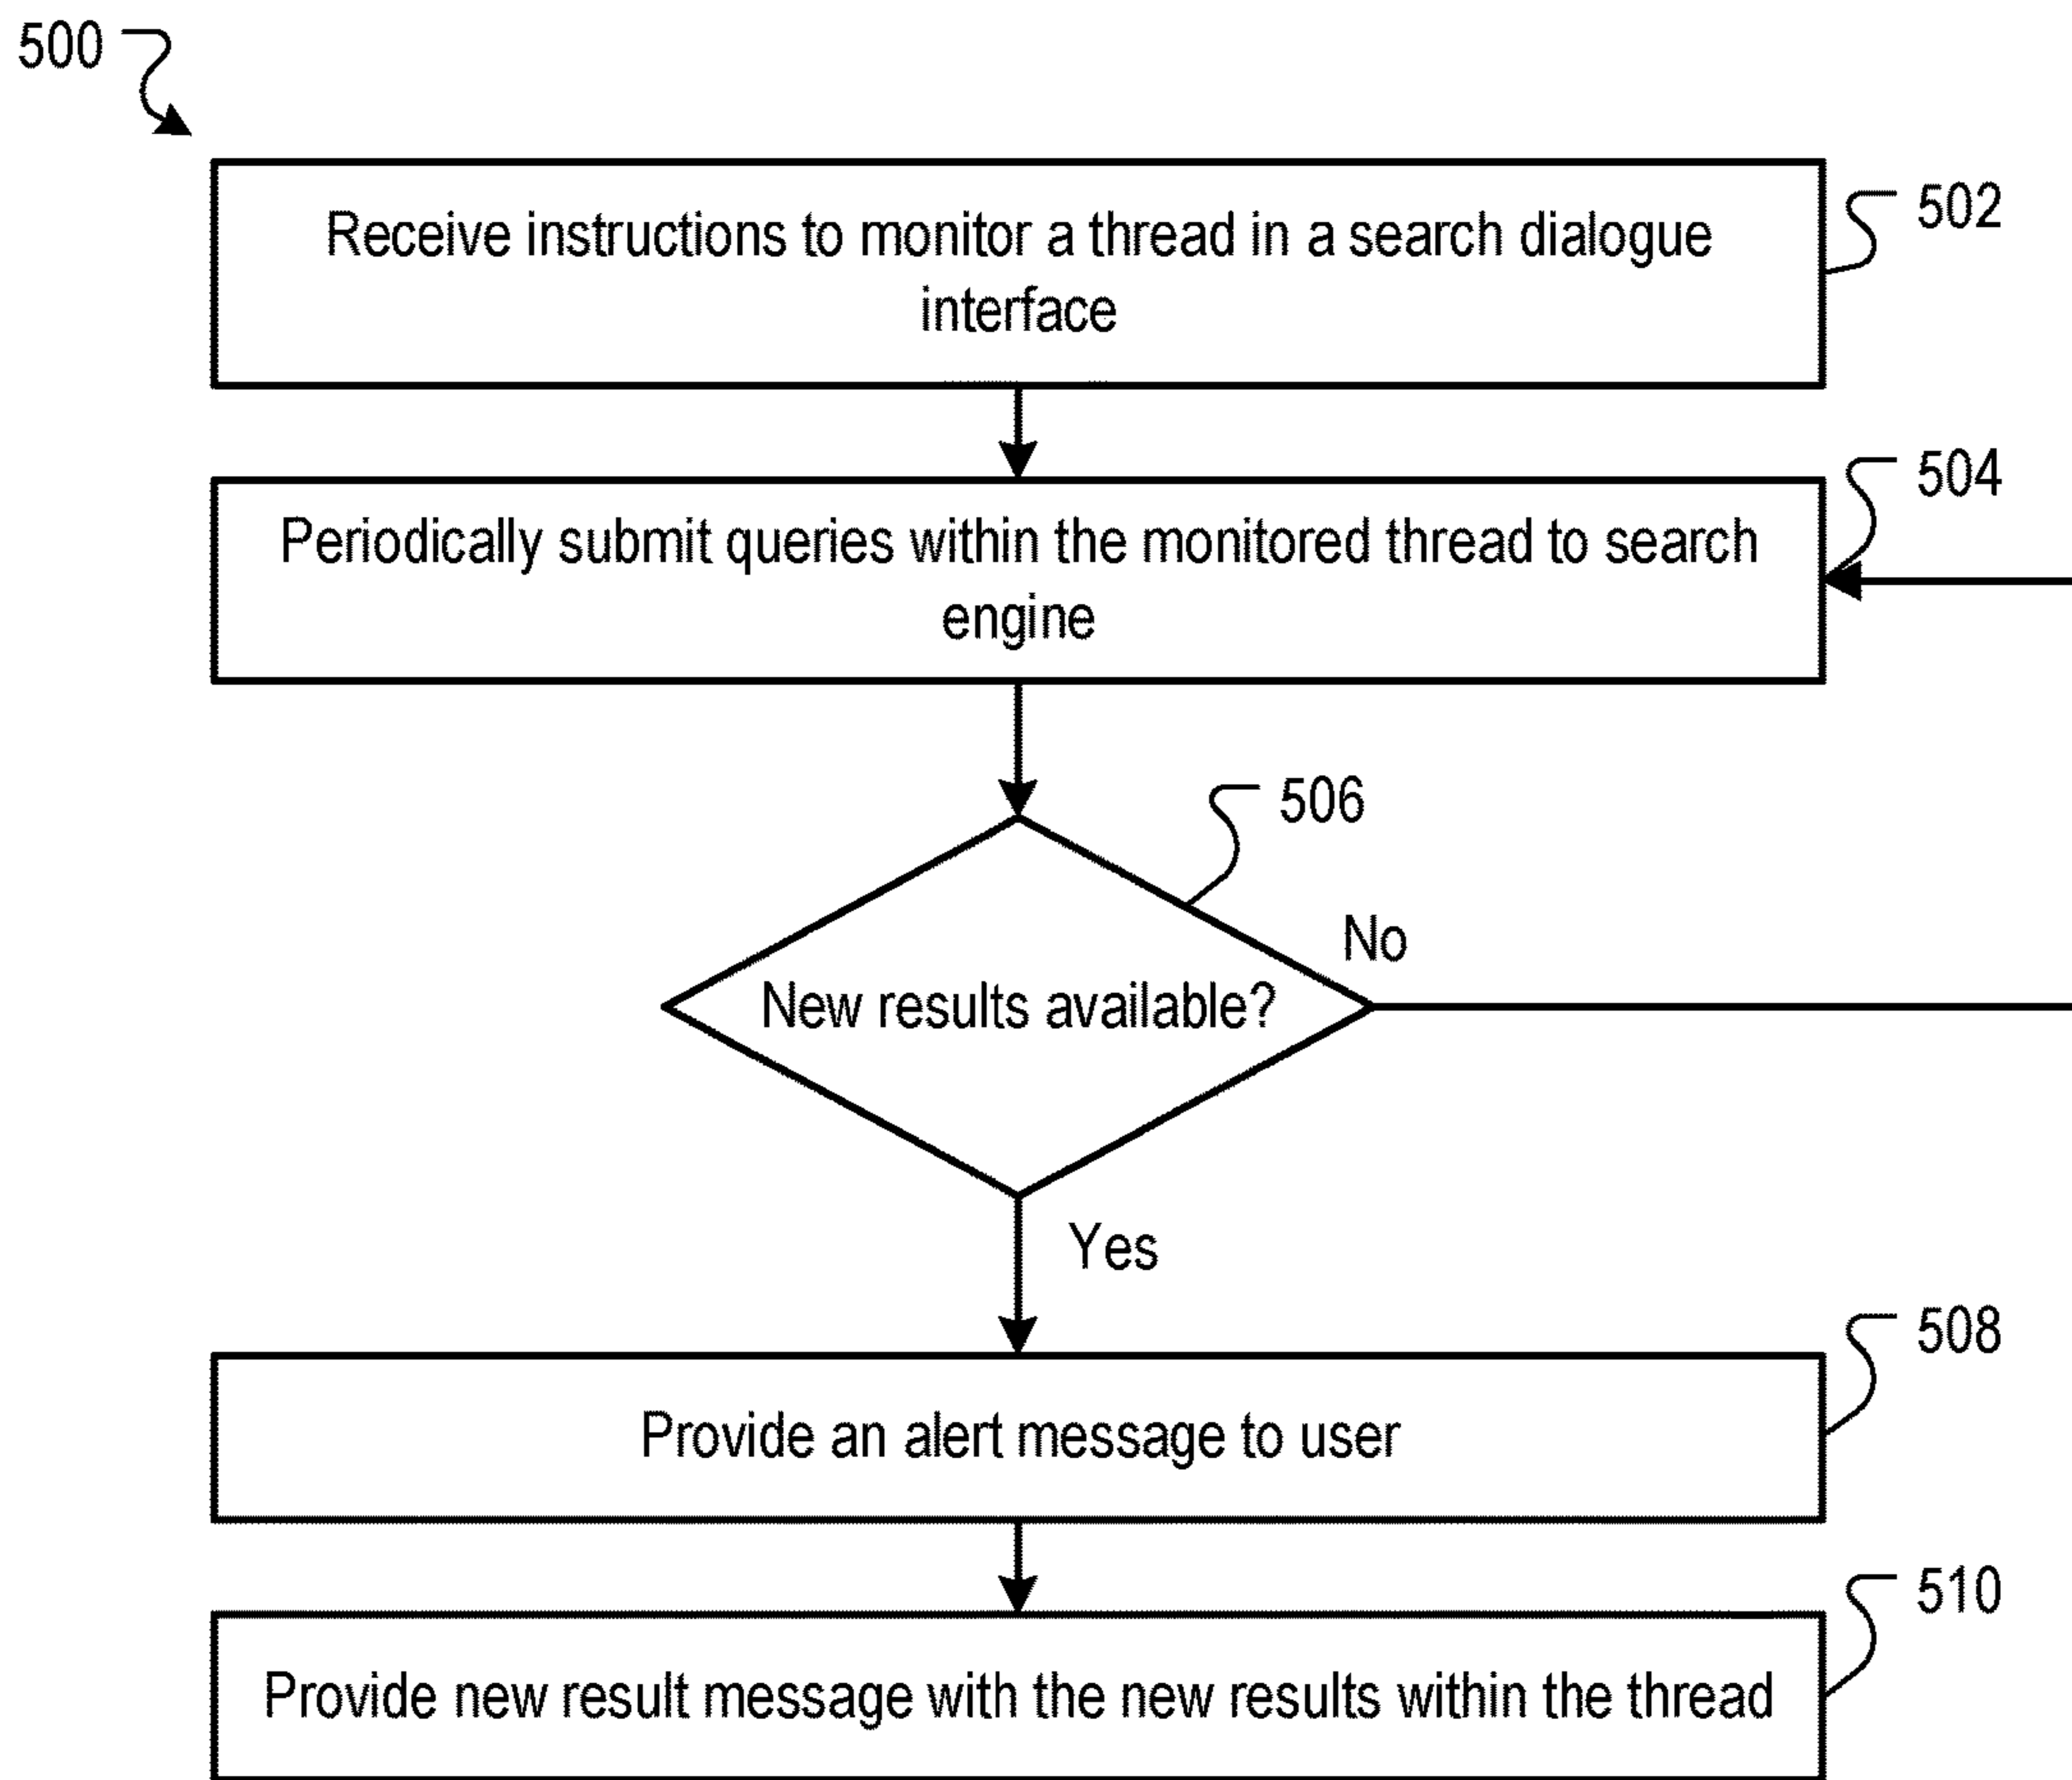 500
Receive instructions to monitor a thread in a search dialogue
interface
502
Periodically submit queries within the monitored thread to search
engine
504
506
New results available?
No
Yes
Provide an alert message to user
508
Provide new result message with the new results within the thread
510